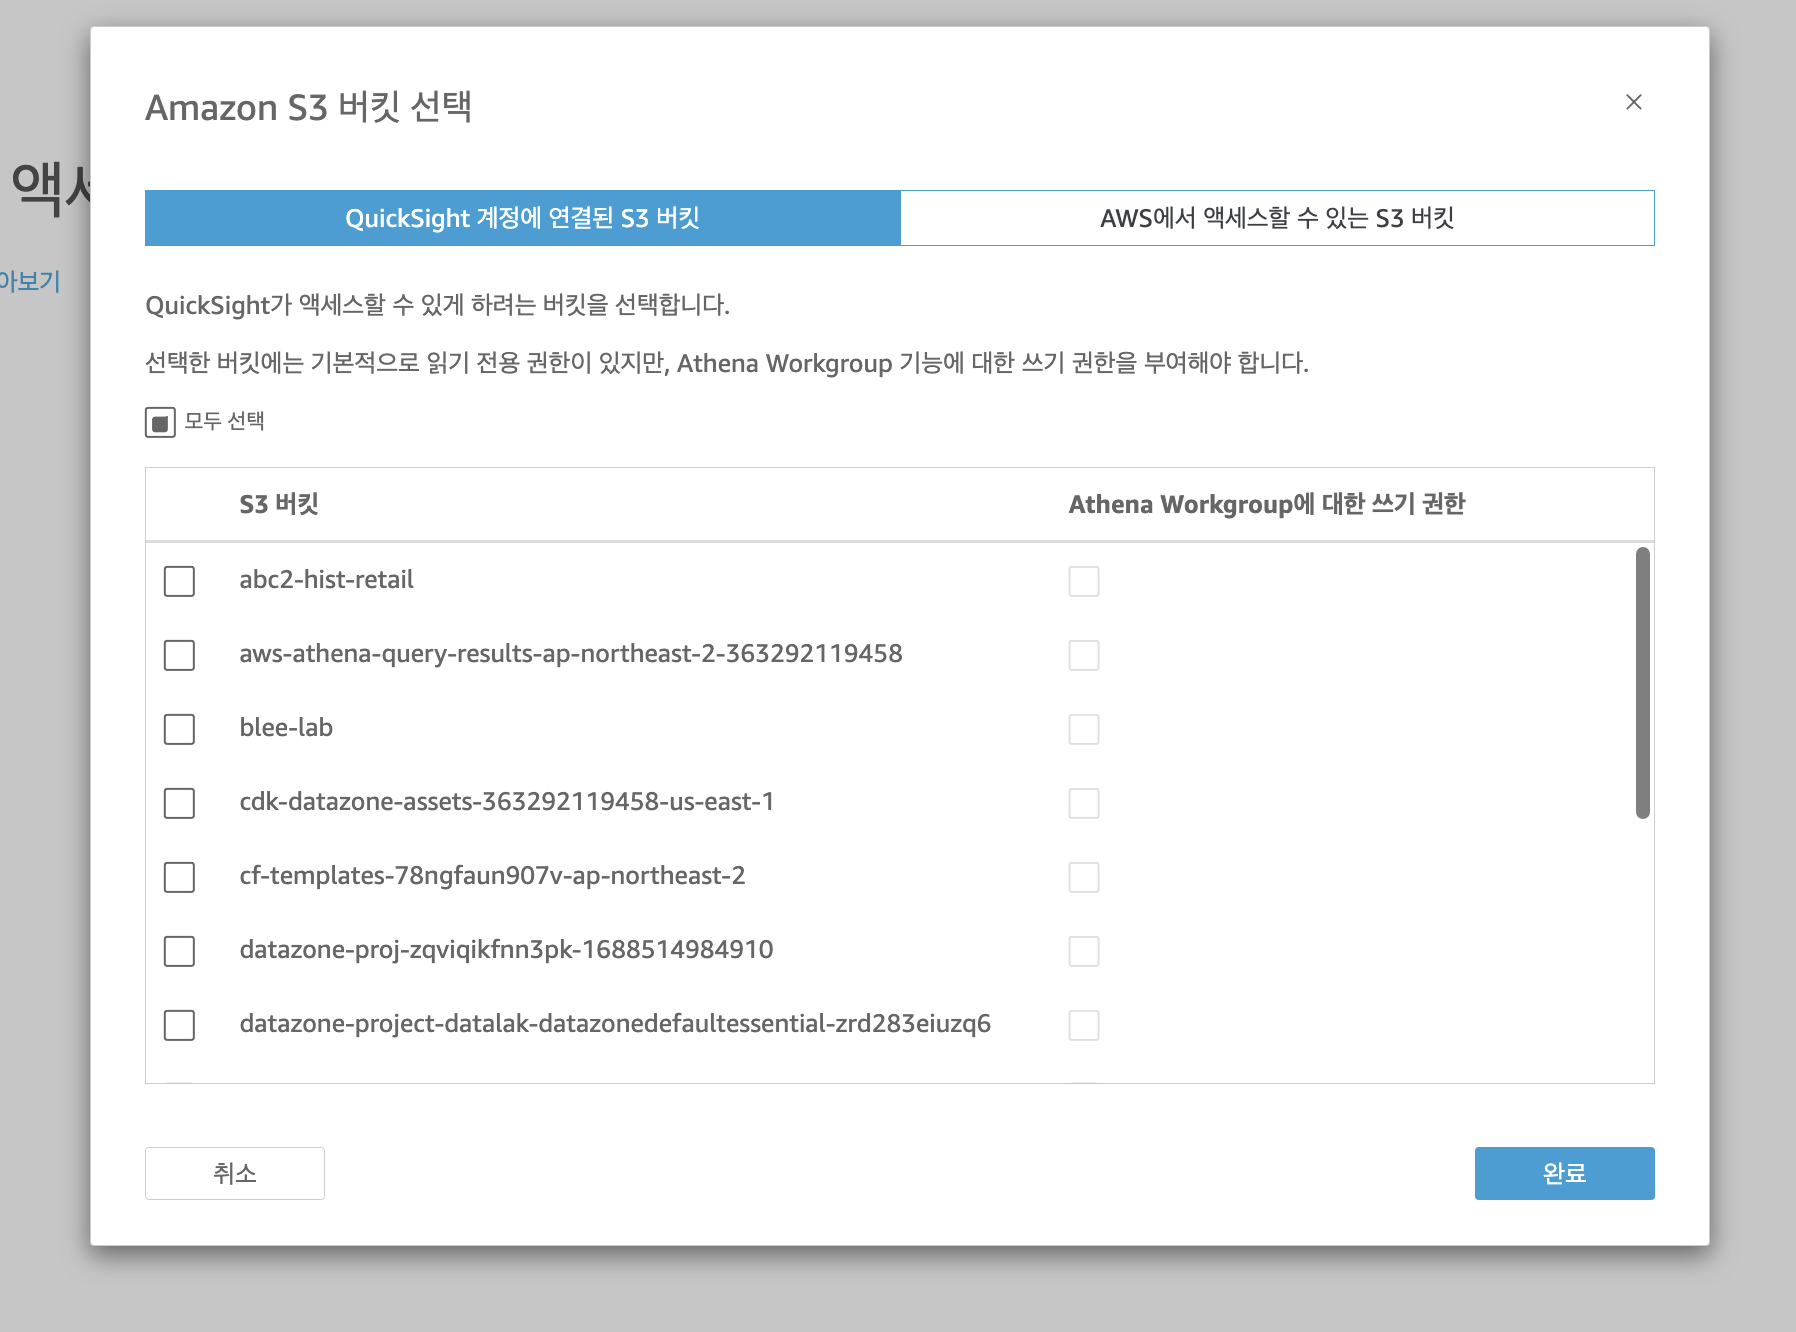 Amazon S3 버킷 선택
액세
아보기
QuickSight 계정에 연결된 S3 버킷
AWS에서 액세스할 수 있는 S3 버킷
QuickSight가 액세스할 수 있게 하려는 버킷을 선택합니다.
선택한 버킷에는 기본적으로 읽기 전용 권한이 있지만, Athena Workgroup 기능에 대한 쓰기 권한을 부여해야 합니다.
모두 선택
S3 버킷
Athena Workgroup에 대한 쓰기 권한
abc2-hist-retail
aws-athena-query-results-ap-northeast-2-363292119458
blee-lab
cdk-datazone-assets-363292119458-us-east-1
cf-templates-78ngfaun907v-ap-northeast-2
datazone-proj-zqviqikfnn3pk-1688514984910
datazone-project-datalak-datazonedefaultessential-zrd283eiuzq6
취소
완료